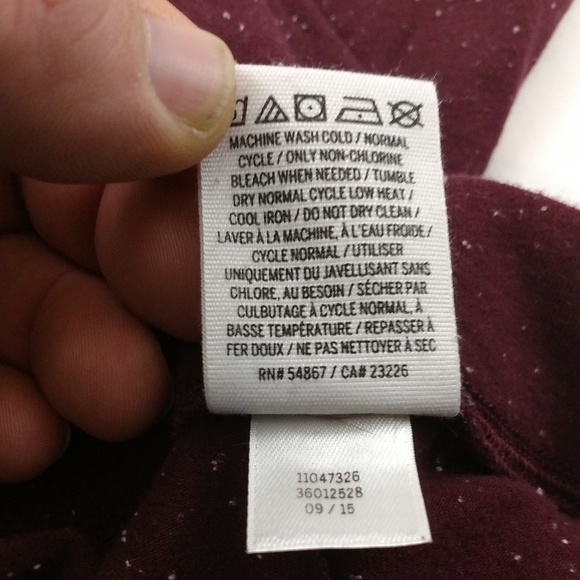 MACHINE WASH COLD / NORMAL
CYCLE / ONLY NON-CHLORINE
BLEACH WHEN NEEDED / TUMBLE
DRY NORMAL CYCLE LOW HEAT /
COOL IRON / DO NOT DRY CLEAN /
LAVER À LA MACHINE, À L'EAU FROIDE /
CYCLE NORMAL / UTILISER
UNIQUEMENT DU JAVELLISANT SANS
CHLORE, AU BESOIN / SÉCHER PAR
CULBUTAGE À CYCLE NORMAL, À
BASSE TEMPÉRATURE / REPASSER À
FER DOUX / NE PAS NETTOYER À SEC
RN# 54867 / CA# 23226
11047326
36012528
09 / 15